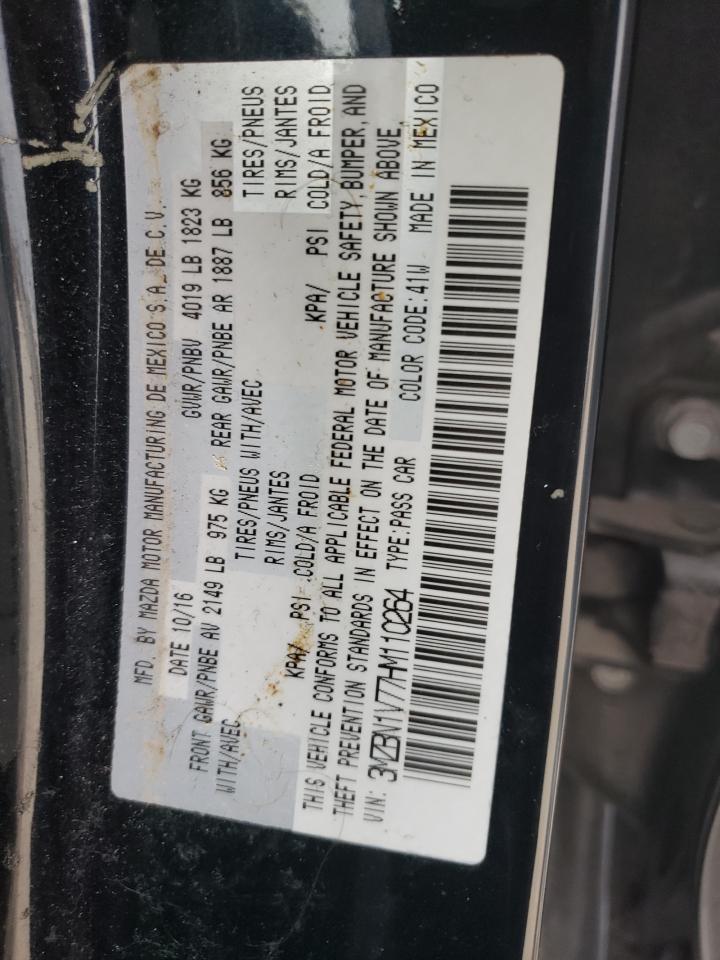 MFD. BY MAZDA MOTOR MANUFACTURING DE MEXICO S.A. DE C.V.
DATE 10/16 GVWR/PNBV 4019 LB 1823 KG
FRONT GAWR/PNBE AV 2149 LB 975 KG REAR GAWR/PNBE AR 1887 LB 856 KG
WITH/AVEC TIRES/PNEUS WITH/AVEC TIRES/PNEUS
RIMS/JANTES RIMS/JANTES
KPA/ PSI COLD/A FROID KPA/ PSI COLD/A FROID
THIS VEHICLE CONFORMS TO ALL APPLICABLE FEDERAL MOTOR VEHICLE SAFETY, BUMPER, AND
THEFT PREVENTION STANDARDS IN EFFECT ON THE DATE OF MANUFACTURE SHOWN ABOVE.
VIN: 3MZBN1V77HM110264 TYPE:PASS CAR COLOR CODE:41W MADE IN MEXICO